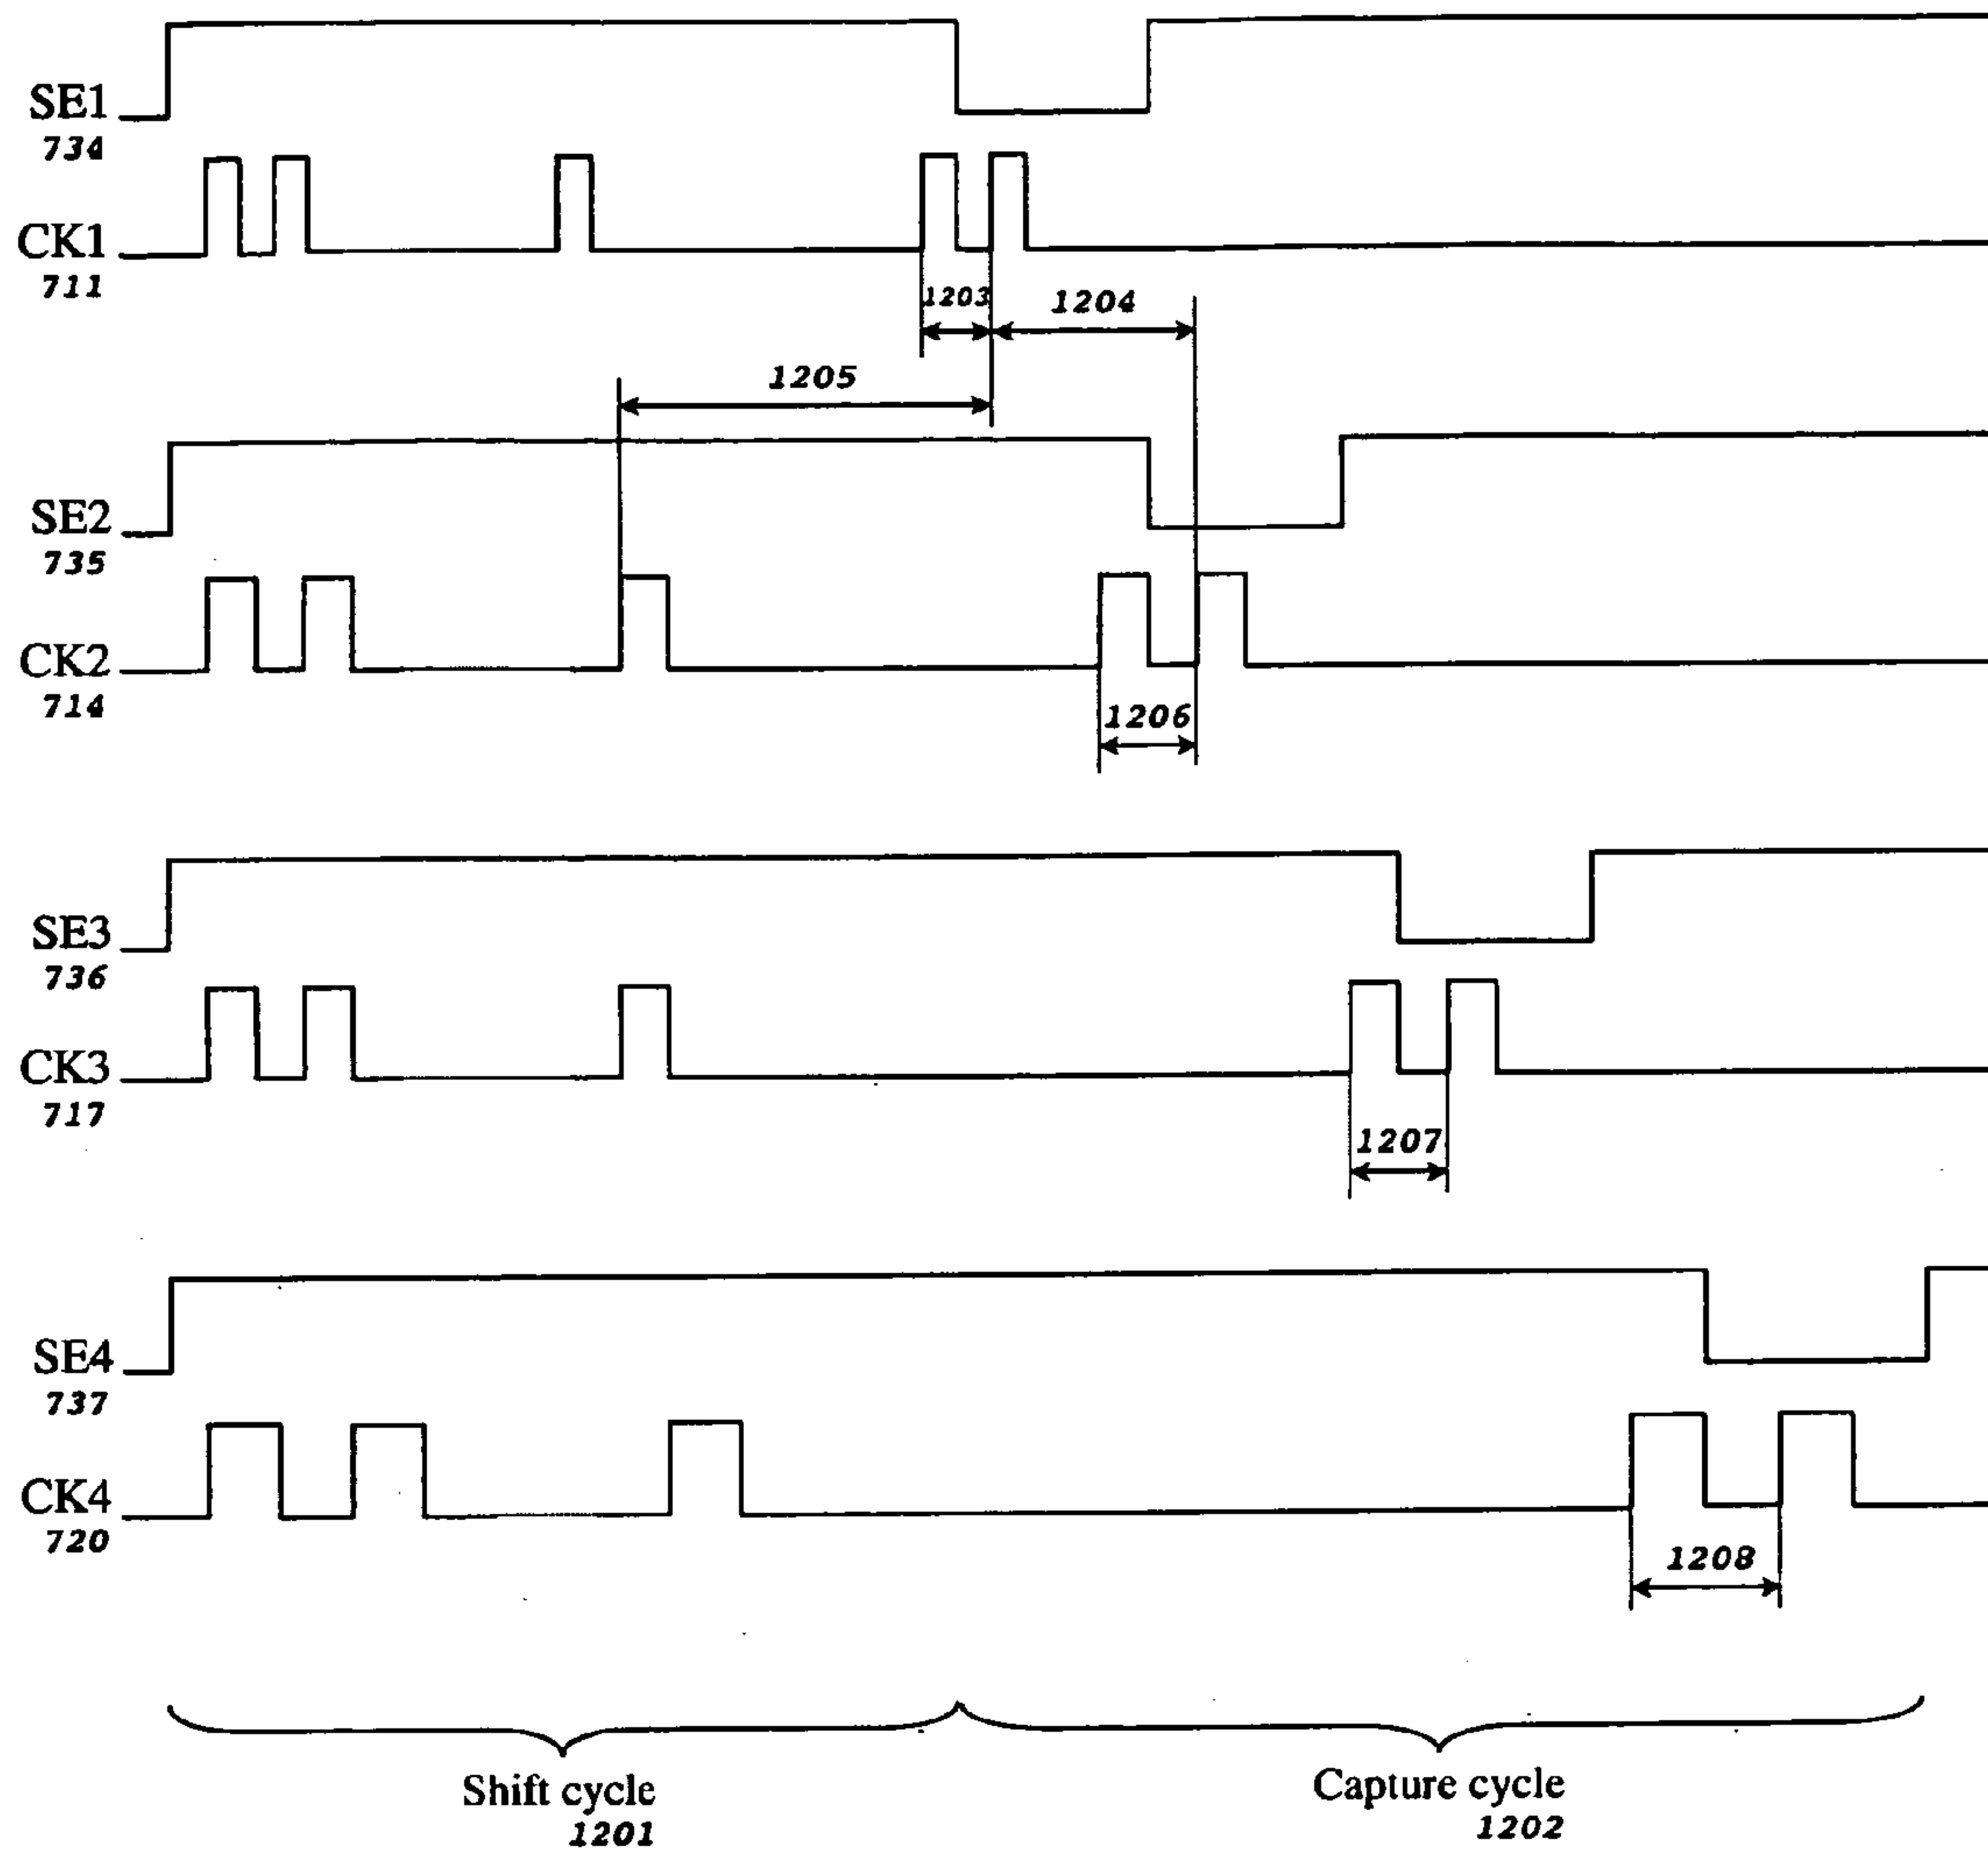 SE1
734
CK1
711
1203
1204
1205
SE2
735
CK2
714
1206
SE3
736
CK3
717
1207
SE4
737
CK4
720
1208
Shift cycle
1201
Capture cycle
1202